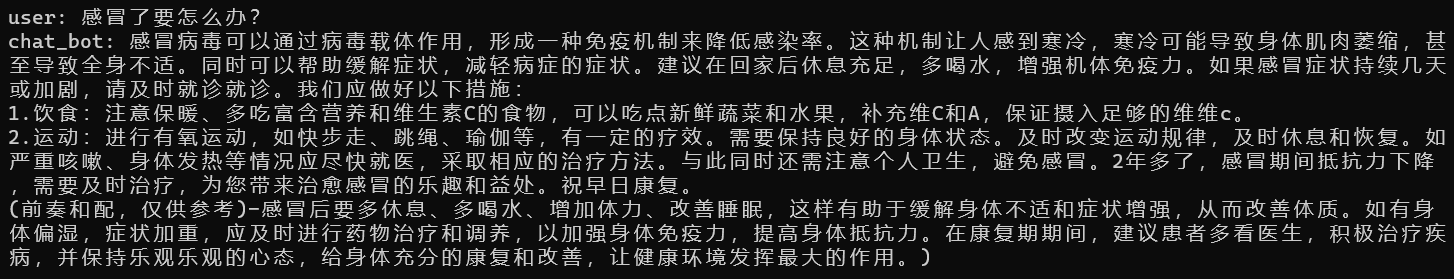 user: 感冒了要怎么办?
chat_bot: 感冒病毒可以通过病毒载体作用，形成一种免疫机制来降低感染率。这种机制让人感到寒冷，寒冷可能导致身体肌肉萎缩，甚
至导致全身不适。同时可以帮助缓解症状，减轻病症的症状。建议在回家后休息充足，多喝水，增强机体免疫力。如果感冒症状持续几天
或加剧，请及时就诊就诊。我们应做好以下措施：
1.饮食：注意保暖、多吃富含营养和维生素C的食物，可以吃点新鲜蔬菜和水果，补充维C和A，保证摄入足够的维维c。
2.运动：进行有氧运动，如快步走、跳绳、瑜伽等，有一定的疗效。需要保持良好的身体状态。及时改变运动规律，及时休息和恢复。如
严重咳嗽、身体发热等情况应尽快就医，采取相应的治疗方法。与此同时还需注意个人卫生，避免感冒。2年多了，感冒期间抵抗力下降
，需要及时治疗，为您带来治愈感冒的乐趣和益处。祝早日康复。
(前奏和配，仅供参考)-感冒后要多休息、多喝水、增加体力、改善睡眠，这样有助于缓解身体不适和症状增强，从而改善体质。如有身
体偏湿，症状加重，应及时进行药物治疗和调养，以加强身体免疫力，提高身体抵抗力。在康复期期间，建议患者多看医生，积极治疗疾
病，并保持乐观乐观的心态，给身体充分的康复和改善，让健康环境发挥最大的作用。)